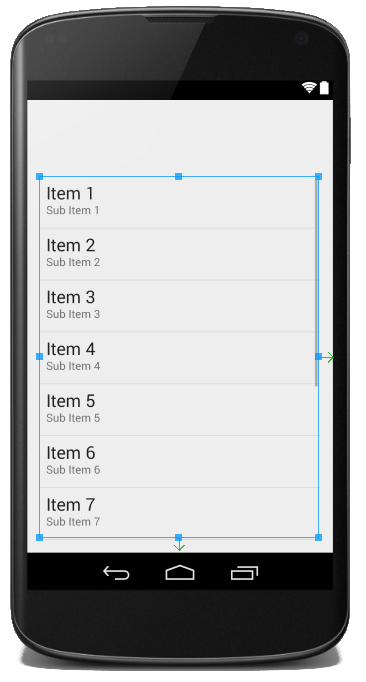 Item 1
Sub Item 1
Item 2
Sub Item 2
Item 3
Sub Item 3
Item 4
Sub Item 4
Item 5
Sub Item 5
Item 6
Sub Item 6
Item 7
Sub Item 7